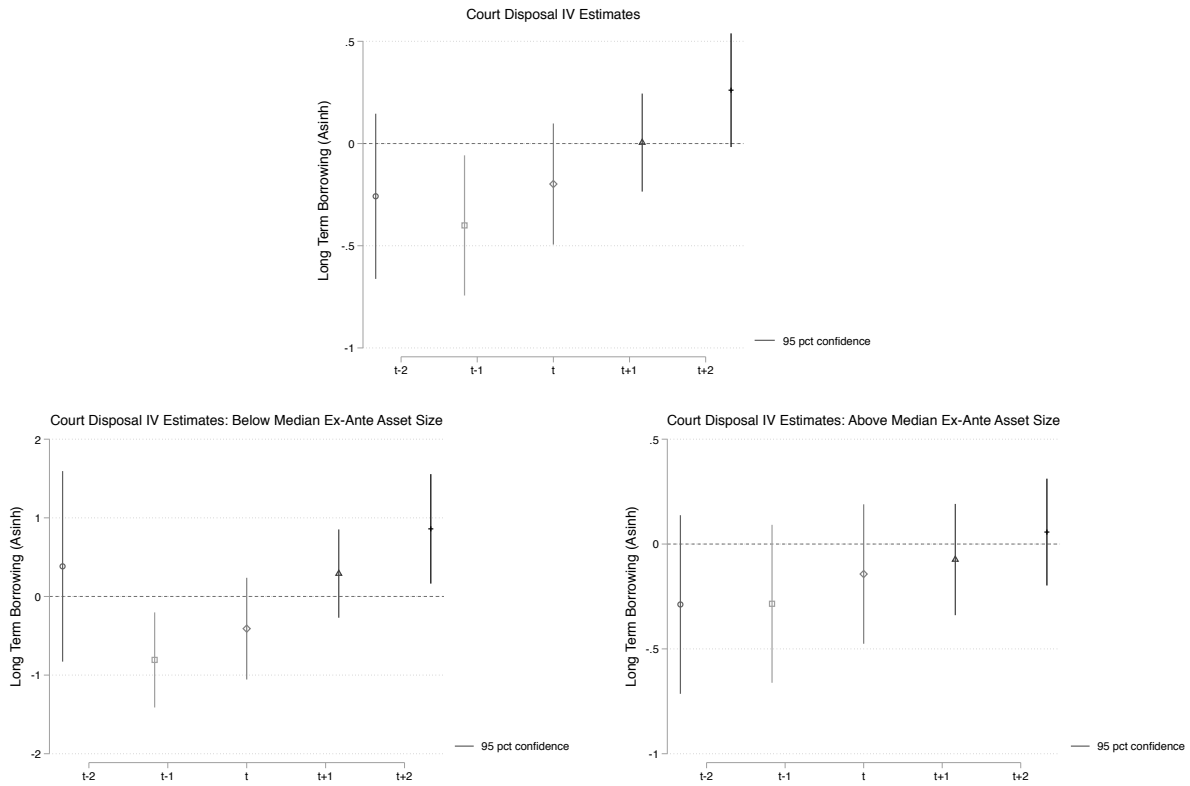 Court Disposal IV Estimates
Long Term Borrowing (Asinh)
.5
0
-.5
-1
t-2
t-1
t
t+1
t+2
95 pct confidence
Court Disposal IV Estimates: Below Median Ex-Ante Asset Size
Long Term Borrowing (Asinh)
2
1
0
-1
-2
t-2
t-1
t
t+1
t+2
95 pct confidence
Court Disposal IV Estimates: Above Median Ex-Ante Asset Size
Long Term Borrowing (Asinh)
.5
0
-.5
-1
t-2
t-1
t
t+1
t+2
95 pct confidence